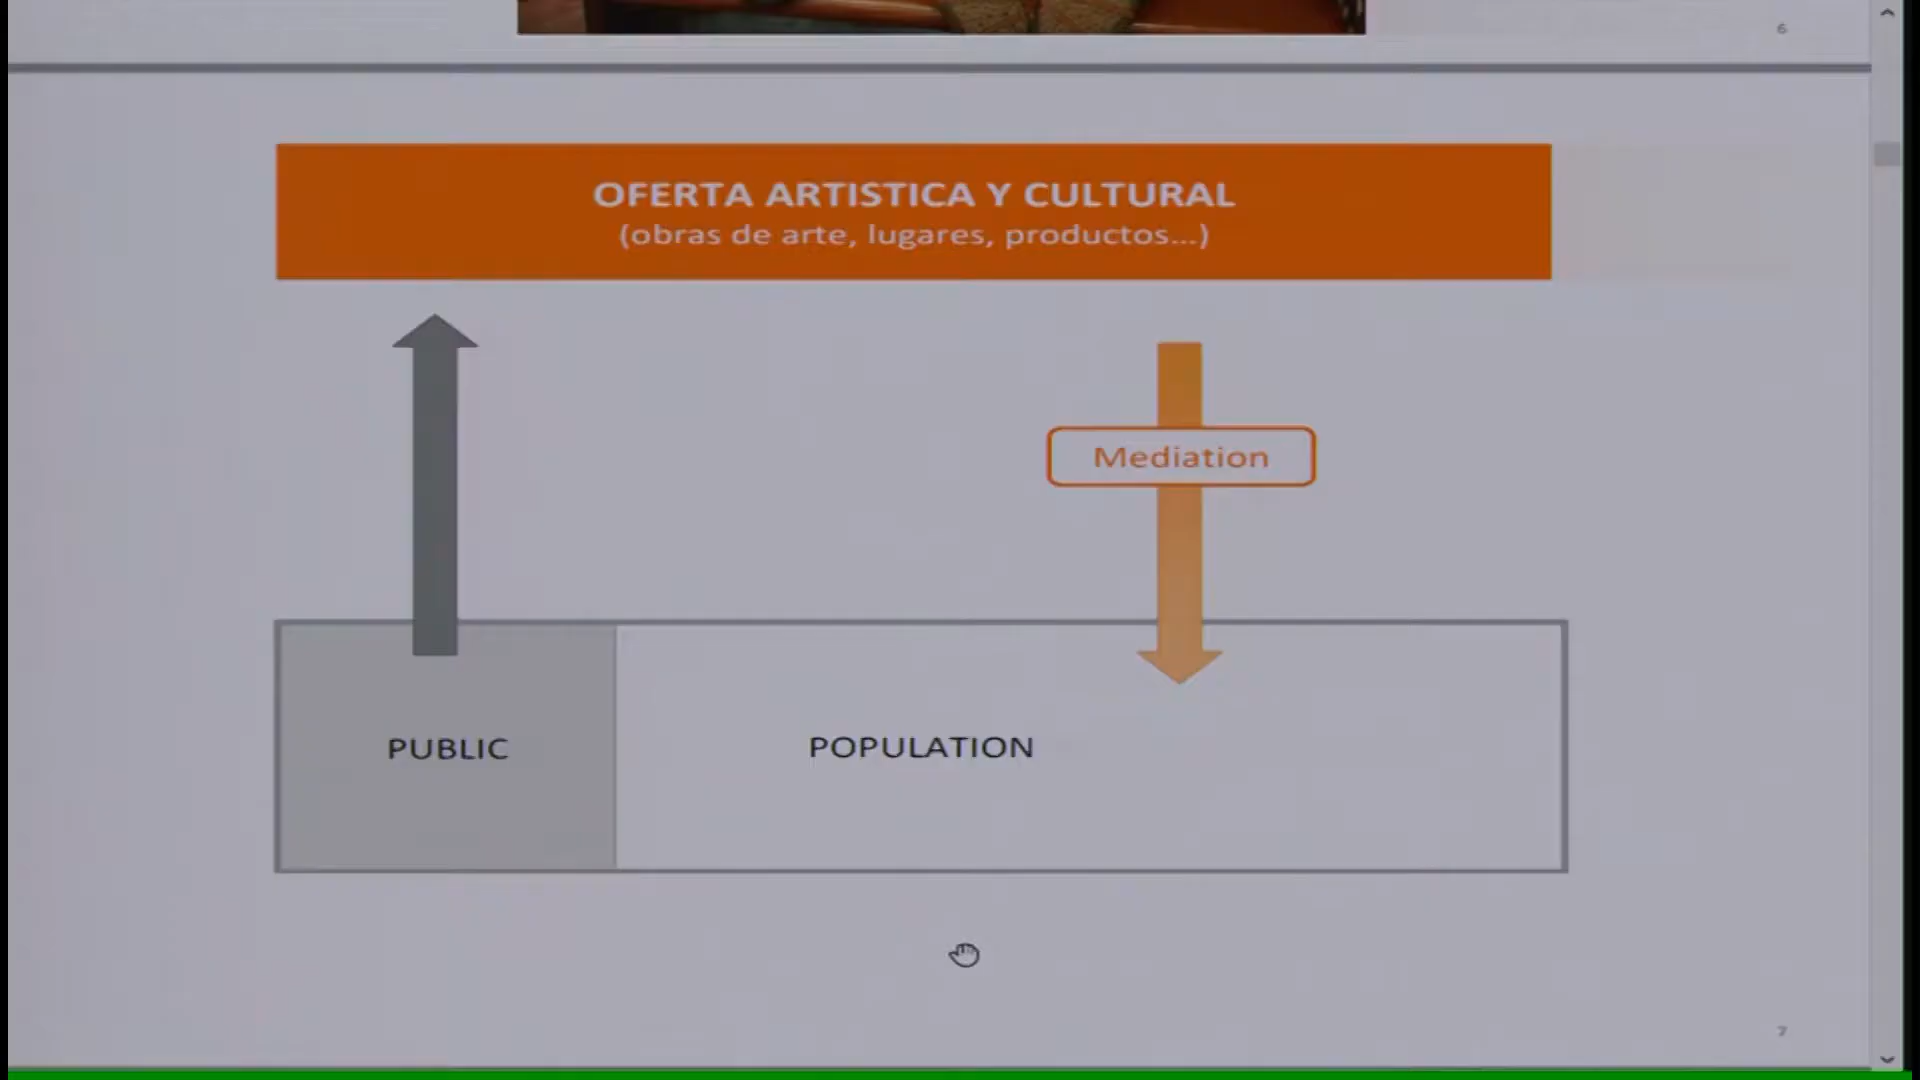 6
OFERTA ARTISTICA Y CULTURAL
(obras de arte, lugares, productos...)
Mediation
PUBLIC
POPULATION
7